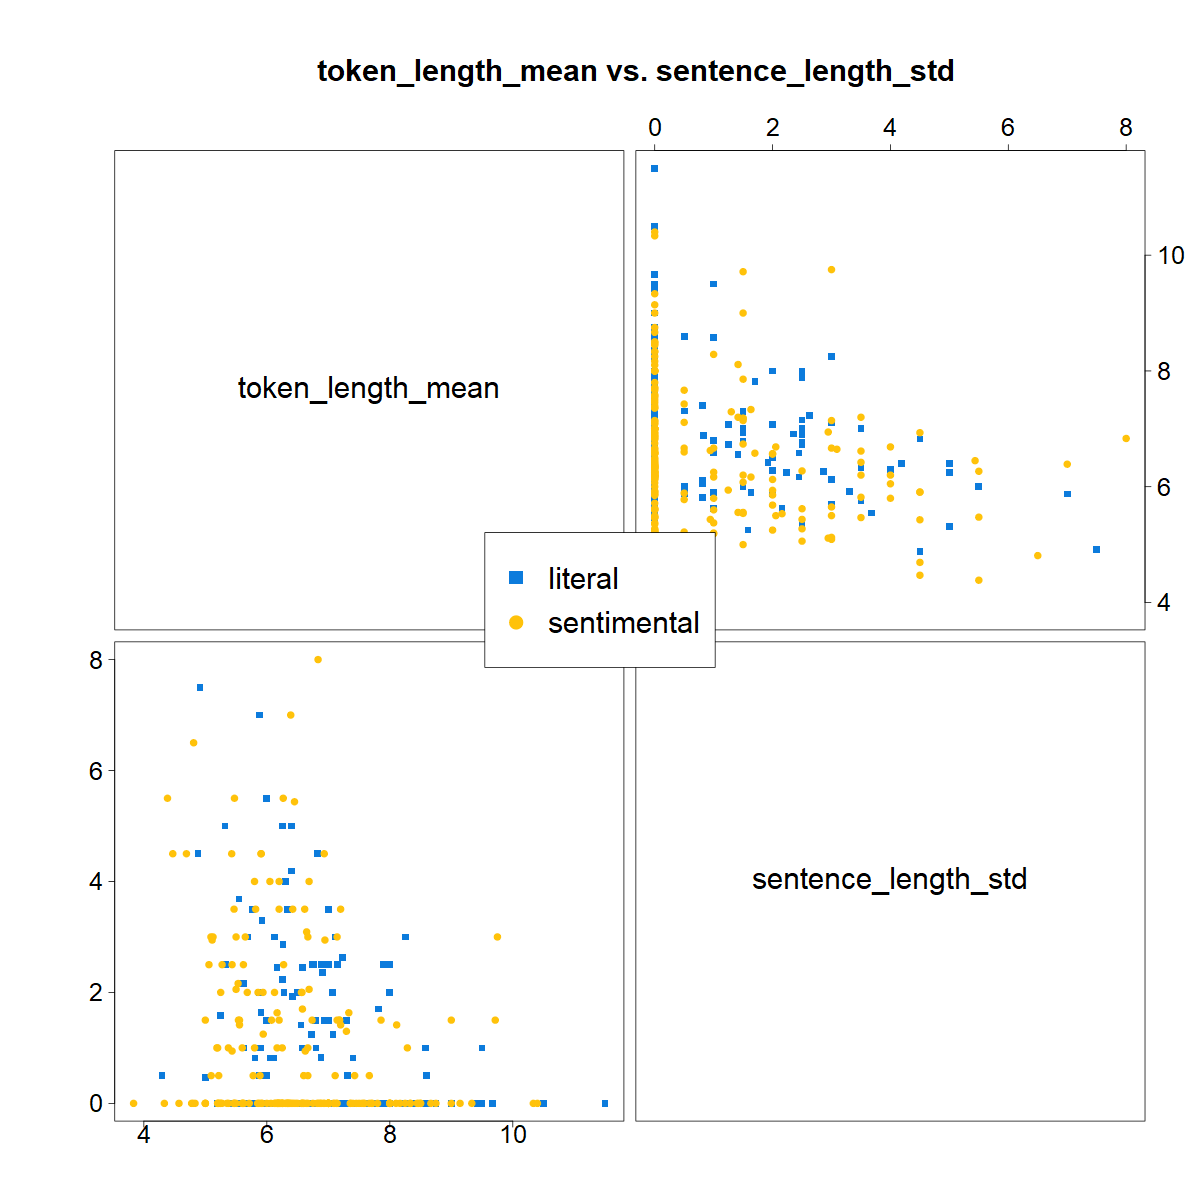 token_length_mean vs. sentence_length_std
0 2 4 6 8
token_length_mean
10
8
6
4
literal
sentimental
8
6
4
2
0
sentence_length_std
4 6 8 10